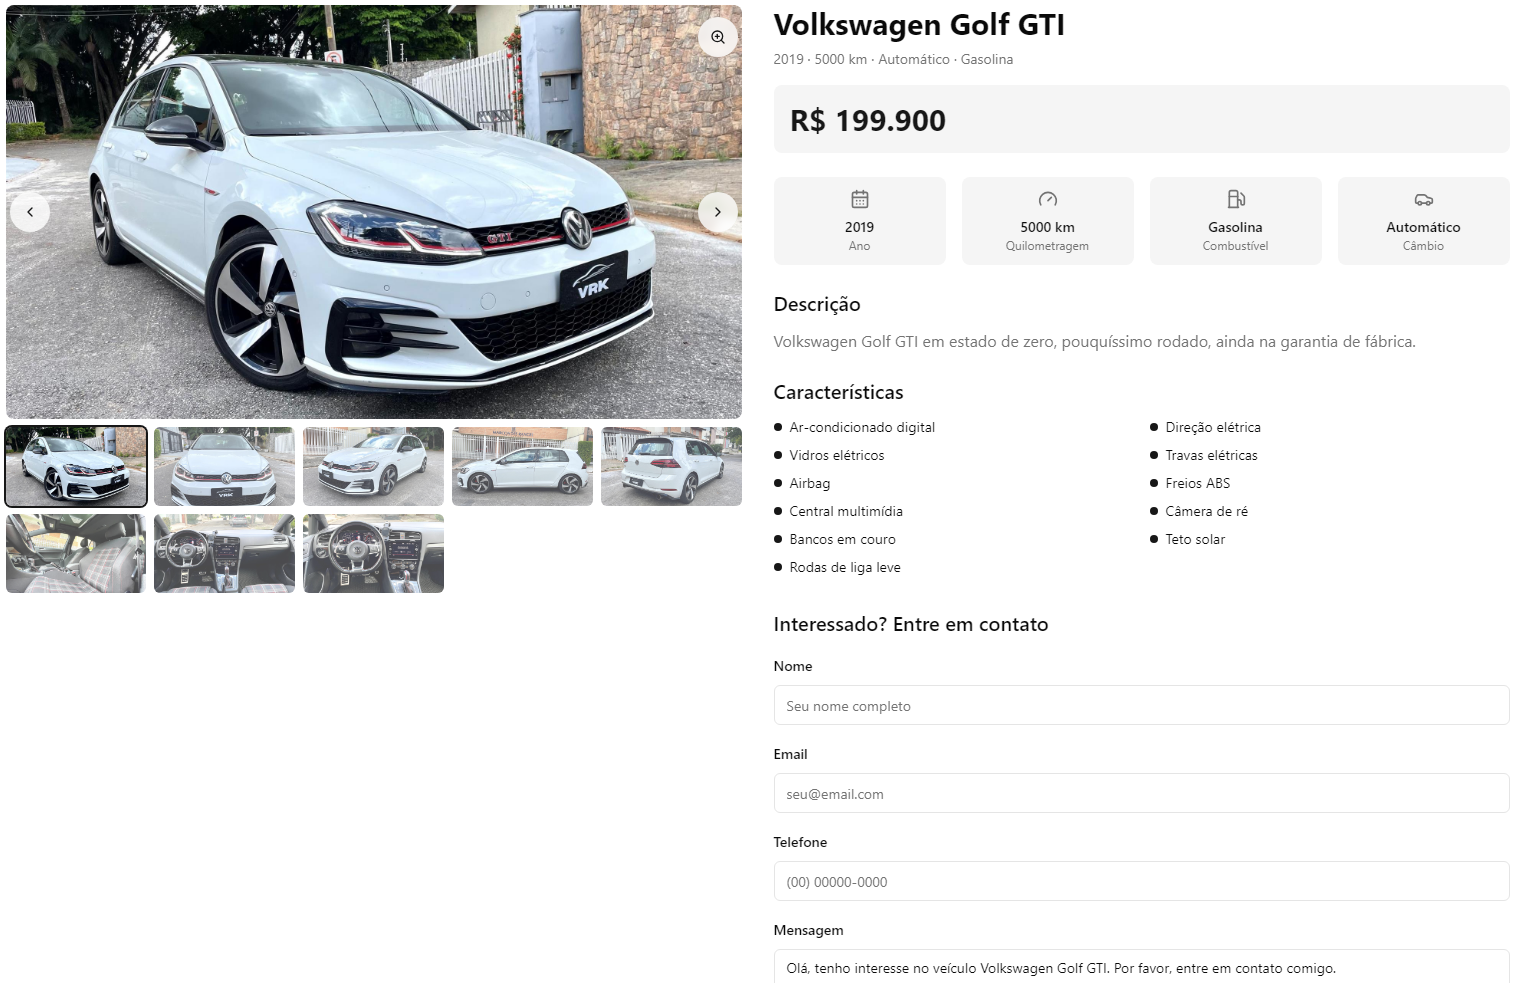 GTI
VRK
Volkswagen Golf GTI
2019 · 5000 km · Automático · Gasolina
R$ 199.900
2019
Ano
5000 km
Quilometragem
Gasolina
Combustível
Automático
Câmbio
Descrição
Volkswagen Golf GTI em estado de zero, pouquíssimo rodado, ainda na garantia de fábrica.
Características
Ar-condicionado digital
Direção elétrica
Vidros elétricos
Travas elétricas
Airbag
Freios ABS
Central multimídia
Câmera de ré
Bancos em couro
Teto solar
Rodas de liga leve
Interessado? Entre em contato
Nome
Seu nome completo
Email
seu@email.com
Telefone
(00) 00000-0000
Mensagem
Olá, tenho interesse no veículo Volkswagen Golf GTI. Por favor, entre em contato comigo.